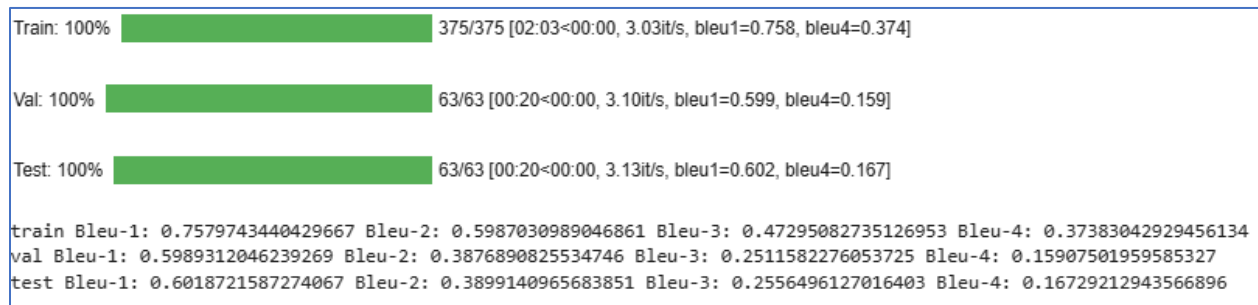 Train: 100% 375/375 [02:03<00:00, 3.03it/s, bleu1=0.758, bleu4=0.374]
Val: 100% 63/63 [00:20<00:00, 3.10it/s, bleu1=0.599, bleu4=0.159]
Test: 100% 63/63 [00:20<00:00, 3.13it/s, bleu1=0.602, bleu4=0.167]
train Bleu-1: 0.7579743440429667 Bleu-2: 0.5987030989046861 Bleu-3: 0.47295082735126953 Bleu-4: 0.37383042929456134
val Bleu-1: 0.5989312046239269 Bleu-2: 0.3876890825534746 Bleu-3: 0.2511582276053725 Bleu-4: 0.15907501959585327
test Bleu-1: 0.6018721587274067 Bleu-2: 0.3899140965683851 Bleu-3: 0.2556496127016403 Bleu-4: 0.16729212943566896